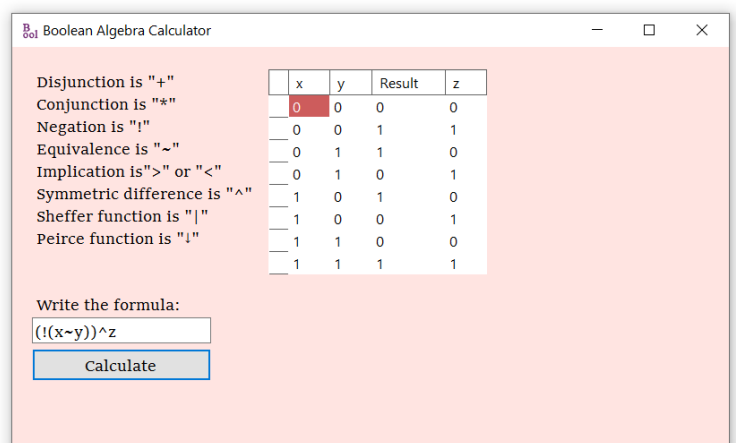 Bool Boolean Algebra Calculator
Disjunction is "+"
Conjunction is "*"
Negation is "!"
Equivalence is "~"
Implication is">" or "<"
Symmetric difference is "^"
Sheffer function is "|"
Peirce function is "↓"
x y Result z
0 0 0 0
0 0 1 1
0 1 1 0
0 1 0 1
1 0 1 0
1 0 0 1
1 1 0 0
1 1 1 1
Write the formula:
(!(x~y))^z
Calculate